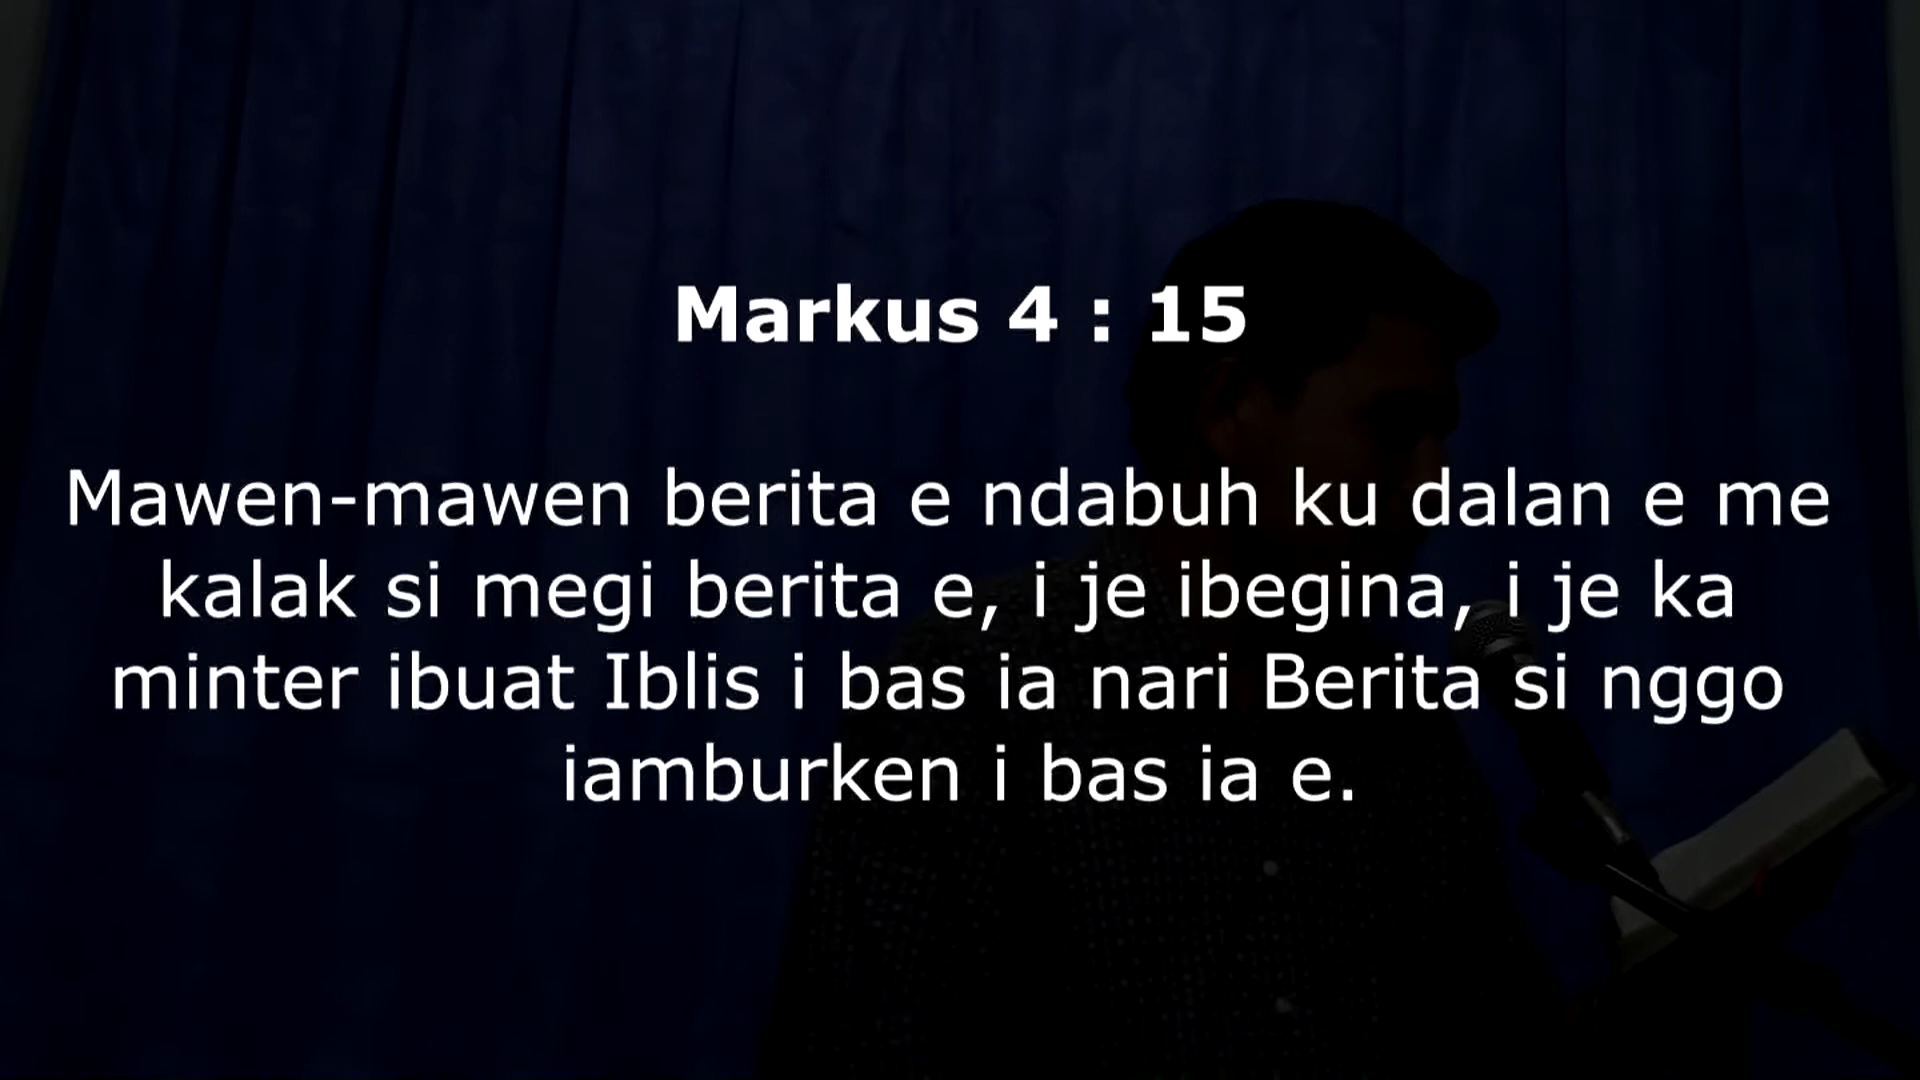 Markus 4 : 15
Mawen-mawen berita e ndabuh ku dalan e me
kalak si megi berita e, i je ibegina, i je ka
minter ibuat Iblis i bas ia nari Berita si nggo
iamburken i bas ia e.